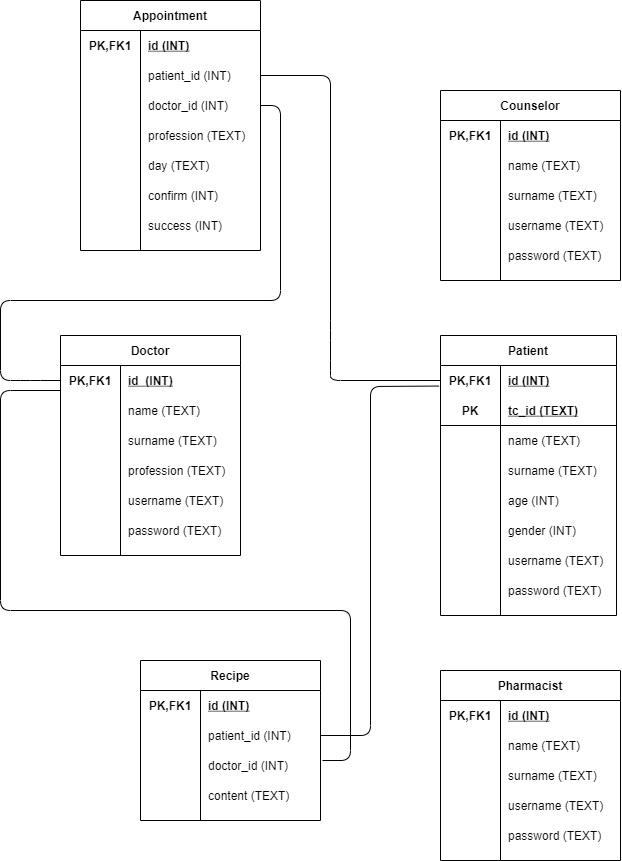 Appointment
PK,FK1 id (INT)
patient_id (INT)
doctor_id (INT)
profession (TEXT)
day (TEXT)
confirm (INT)
success (INT)
Counselor
PK,FK1 id (INT)
name (TEXT)
surname (TEXT)
username (TEXT)
password (TEXT)
Doctor
PK,FK1 id (INT)
name (TEXT)
surname (TEXT)
profession (TEXT)
username (TEXT)
password (TEXT)
Patient
PK,FK1 id (INT)
PK tc_id (TEXT)
name (TEXT)
surname (TEXT)
age (INT)
gender (INT)
username (TEXT)
password (TEXT)
Recipe
PK,FK1 id (INT)
patient_id (INT)
doctor_id (INT)
content (TEXT)
Pharmacist
PK,FK1 id (INT)
name (TEXT)
surname (TEXT)
username (TEXT)
password (TEXT)